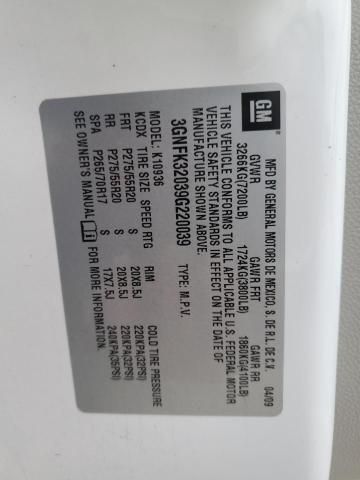 GM
MFD BY GENERAL MOTORS DE MEXICO, S. DE R.L. DE C.V.
04/09
GVWR GAWR FRT GAWR RR
3266KG(7200LB) 1724KG(3800LB) 1860KG(4100LB)
THIS VEHICLE CONFORMS TO ALL APPLICABLE U.S. FEDERAL MOTOR
VEHICLE SAFETY STANDARDS IN EFFECT ON THE DATE OF
MANUFACTURE SHOWN ABOVE.
3GNFK32039G220039 TYPE: M.P.V.
MODEL: K10936
KCDX TIRE SIZE SPEED RTG RIM COLD TIRE PRESSURE
FRT P275/55R20 S 20X8.5J 220KPA(32PSI)
RR P275/55R20 S 20X8.5J 220KPA(32PSI)
SPA P265/70R17 S 17X7.5J 240KPA(35PSI)
SEE OWNER'S MANUAL